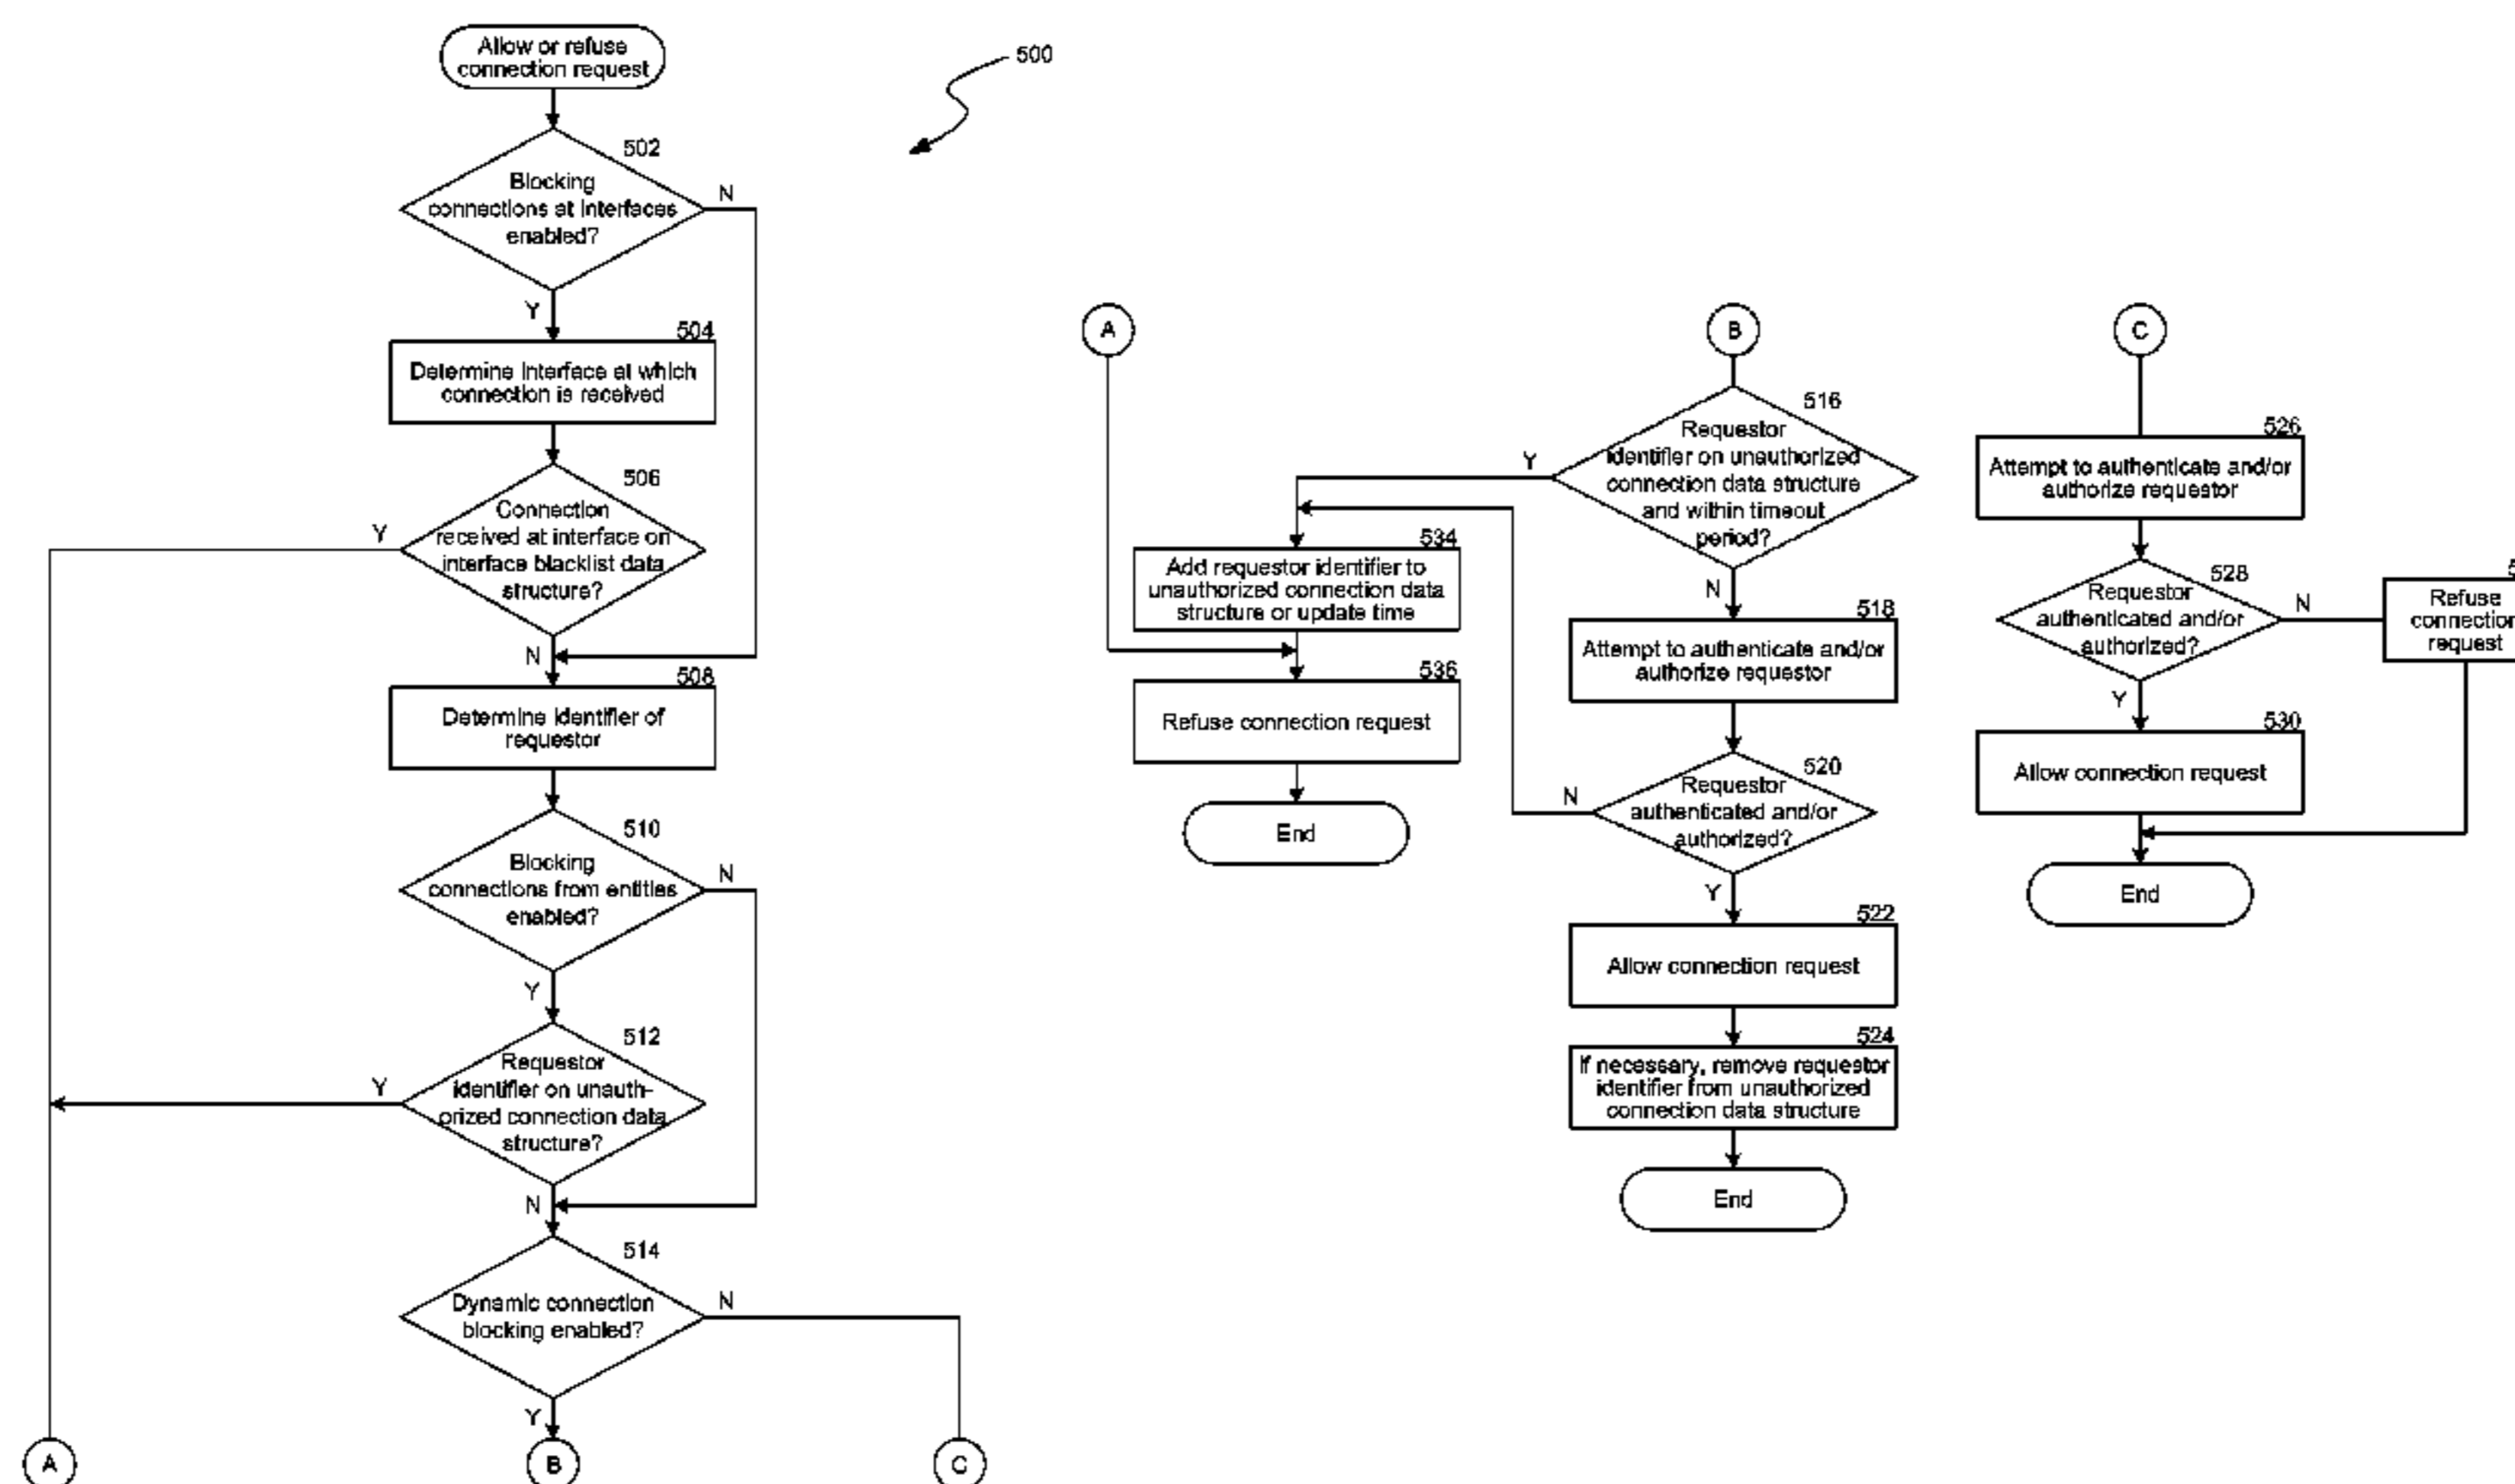 Allow or refuse
connection request
500
502
Blocking
connections at interfaces
enabled?
N
Y
504
Determine interface at which
connection is received
506
Connection
received at interface on
interface blacklist data
structure?
Y
N
508
Determine identifier of
requestor
510
Blocking
connections from entities
enabled?
N
Y
512
Requestor
identifier on unauth-
orized connection data
structure?
Y
N
514
Dynamic connection
blocking enabled?
N
Y
A
B
C
A
534
Add requestor identifier to
unauthorized connection data
structure or update time
536
Refuse connection request
End
B
516
Requestor
identifier on unauthorized
connection data structure
and within timeout
period?
Y
N
518
Attempt to authenticate and/or
authorize requestor
520
Requestor
authenticated and/or
authorized?
N
Y
522
Allow connection request
524
If necessary, remove requestor
identifier from unauthorized
connection data structure
End
C
526
Attempt to authenticate and/or
authorize requestor
528
Requestor
authenticated and/or
authorized?
N
Y
Refuse
connection
request
530
Allow connection request
End